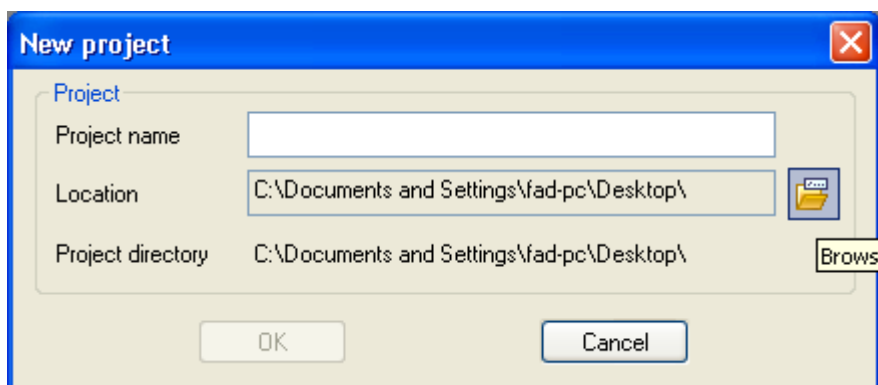 New project
Project
Project name
Location C:\Documents and Settings\fad-pc\Desktop\
Project directory C:\Documents and Settings\fad-pc\Desktop\
Brows
OK Cancel